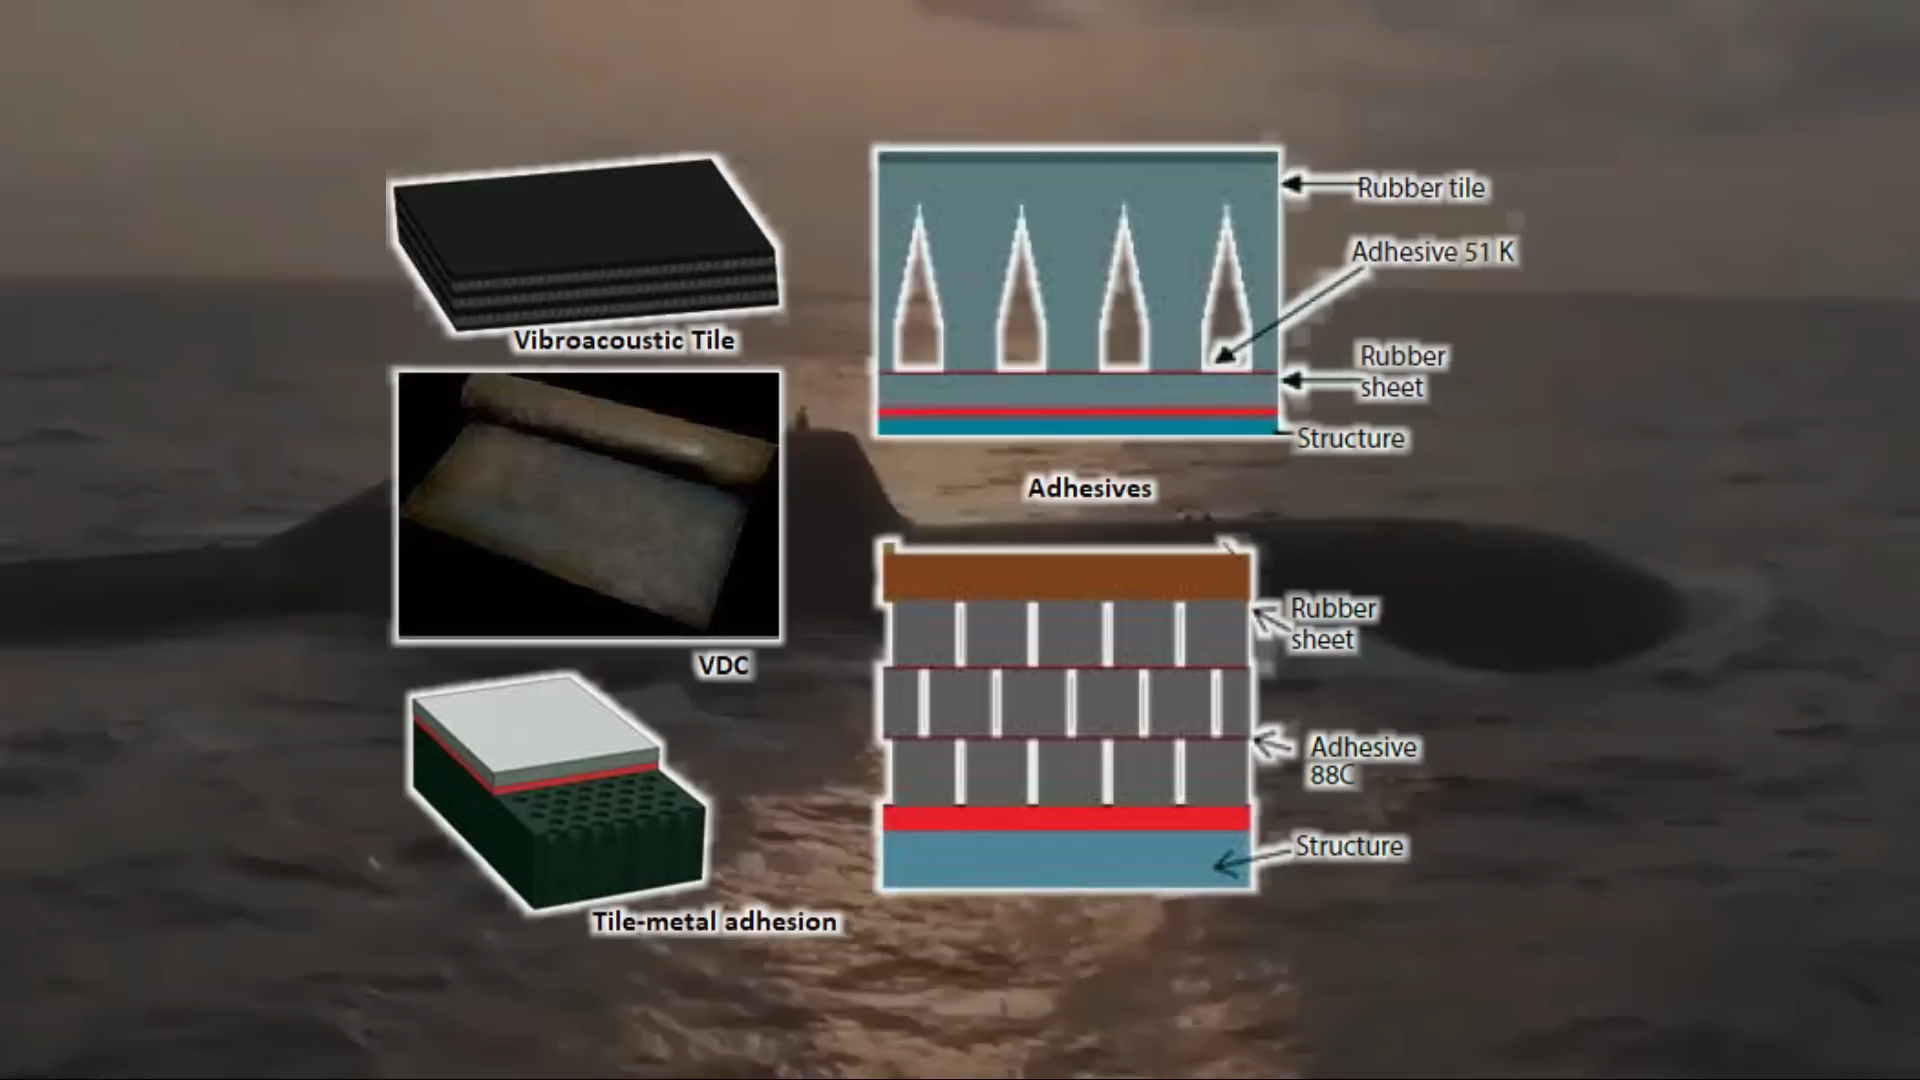 Vibroacoustic Tile
VDC
Tile-metal adhesion
Rubber tile
Adhesive 51 K
Rubber
sheet
Structure
Adhesives
Rubber
sheet
Adhesive
88C
Structure